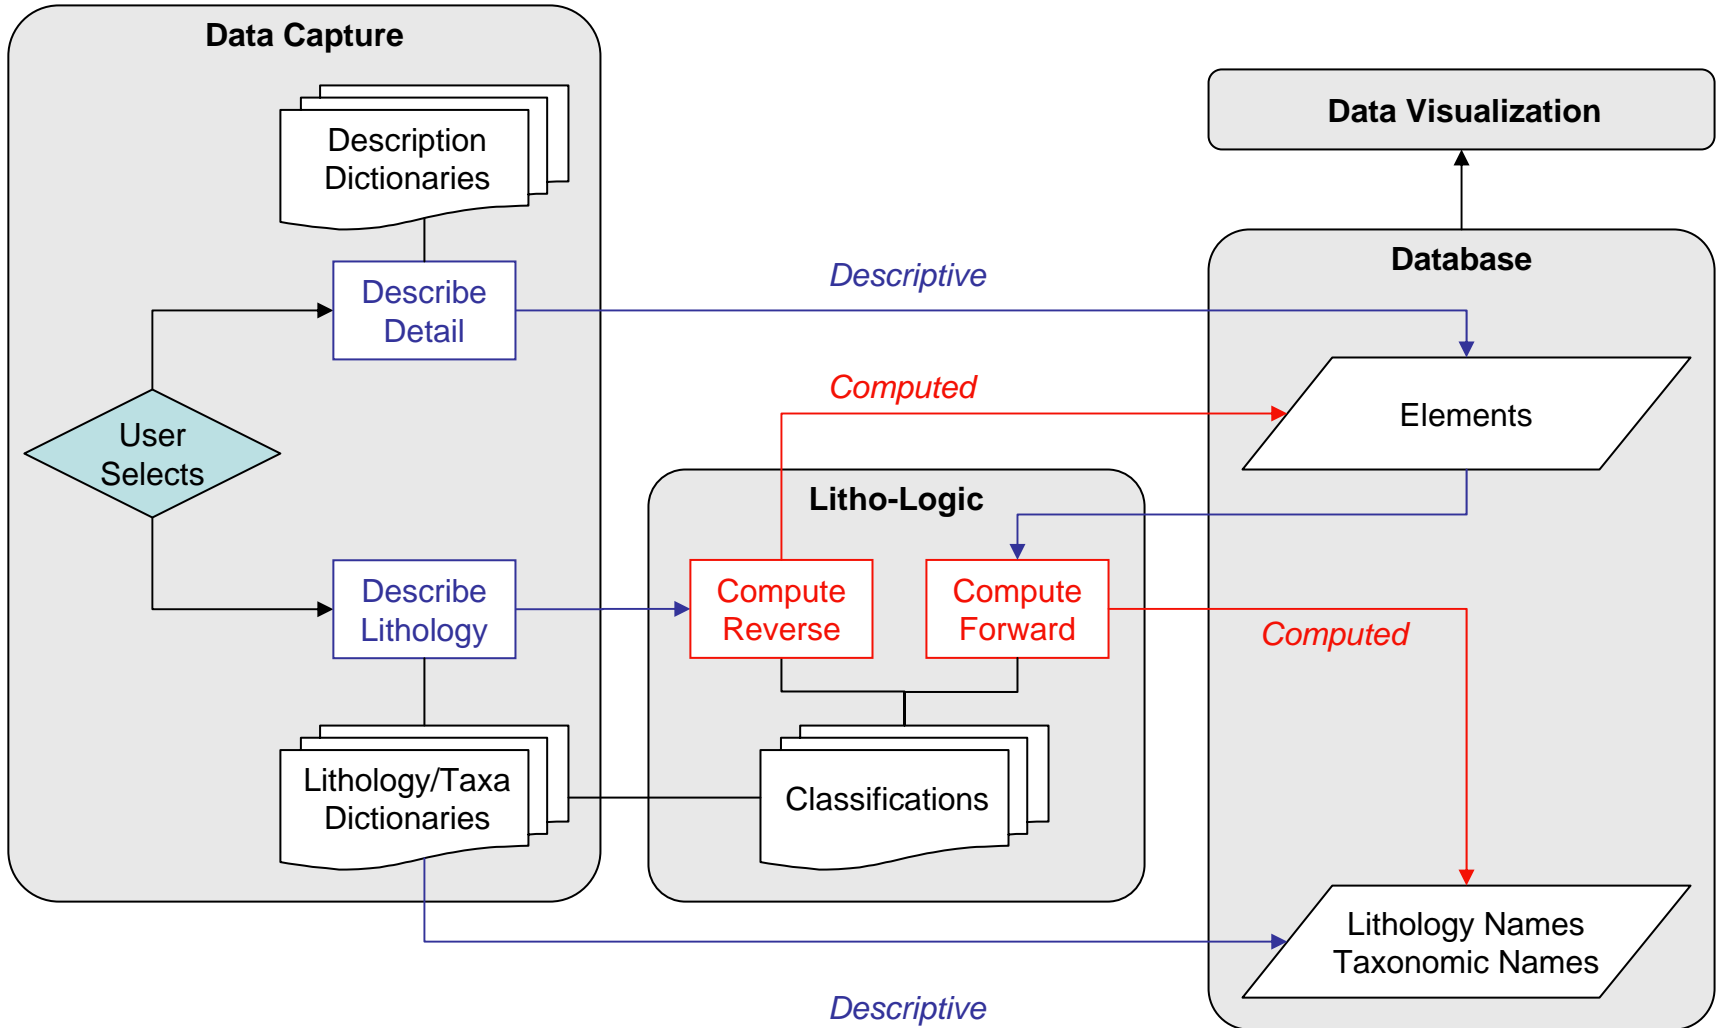 Data Capture
Description
Dictionaries
Describe
Detail
User
Selects
Describe
Lithology
Lithology/Taxa
Dictionaries
Descriptive
Computed
Litho-Logic
Compute
Reverse
Compute
Forward
Classifications
Descriptive
Data Visualization
Database
Elements
Computed
Lithology Names
Taxonomic Names